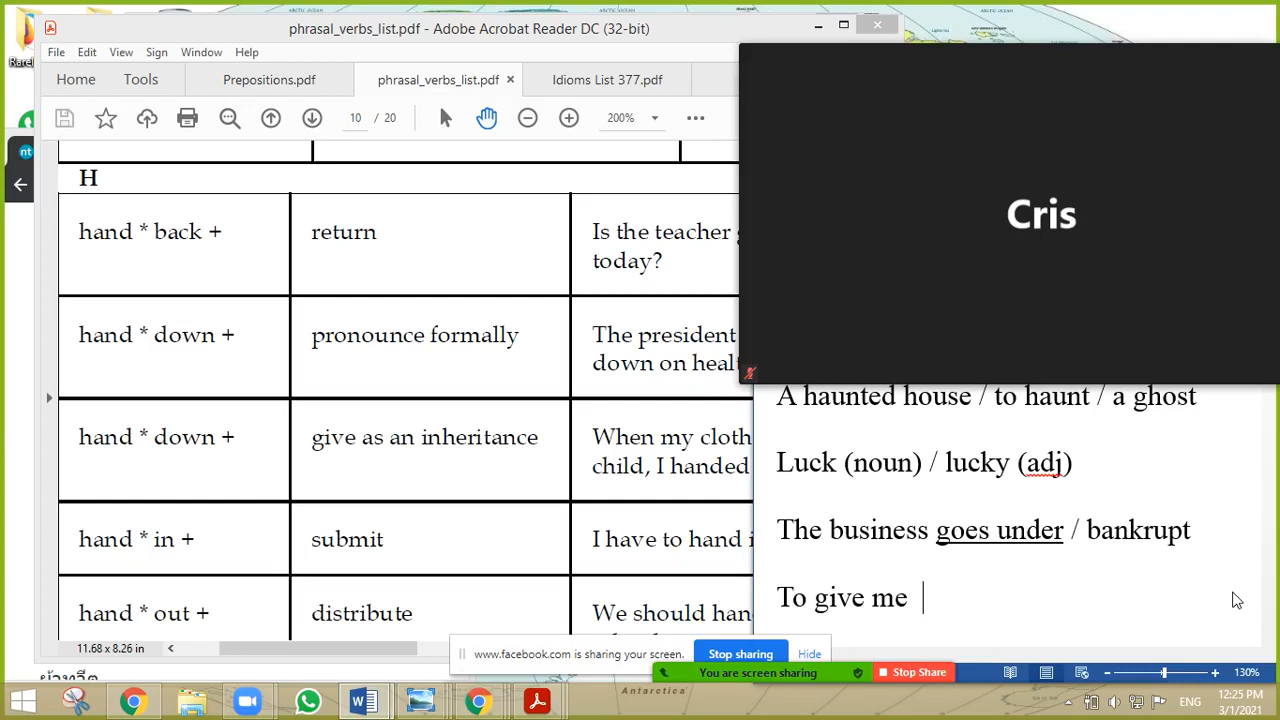 phrasal_verbs_list.pdf - Adobe Acrobat Reader DC (32-bit)
File Edit View Sign Window Help
Home Tools Prepositions.pdf phrasal_verbs_list.pdf × Idioms List 377.pdf
10 / 20 200%
H
hand * back + return Is the teacher
today?
hand * down + pronounce formally The president
down on
hand * down + give as an inheritance When my
child, I handed
hand * in + submit I have to hand
hand * out + distribute We should
11.68 x 8.26 in
nt
Cris
A haunted house / to haunt / a ghost
Luck (noun) / lucky (adj)
The business goes under / bankrupt
To give me
www.facebook.com is sharing your screen. Stop sharing Hide
You are screen sharing Stop Share
130%
Antarctica
ENG 12:25 PM
3/1/2021